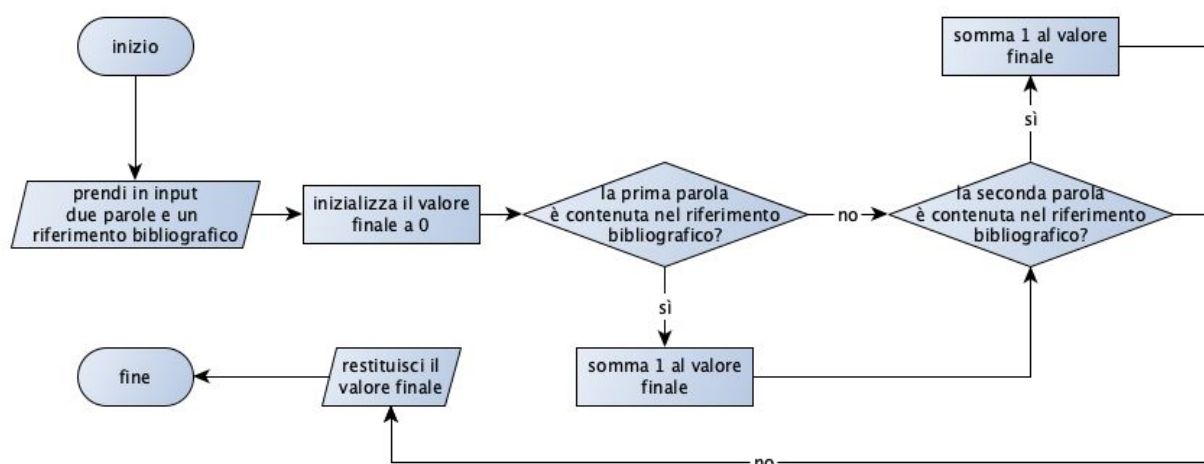 inizio
prendi in input
due parole e un
riferimento bibliografico
inizializza il valore
finale a 0
la prima parola
è contenuta nel riferimento
bibliografico?
no
la seconda parola
è contenuta nel riferimento
bibliografico?
sì
somma 1 al valore
finale
sì
somma 1 al valore
finale
no
restituisci il
valore finale
fine